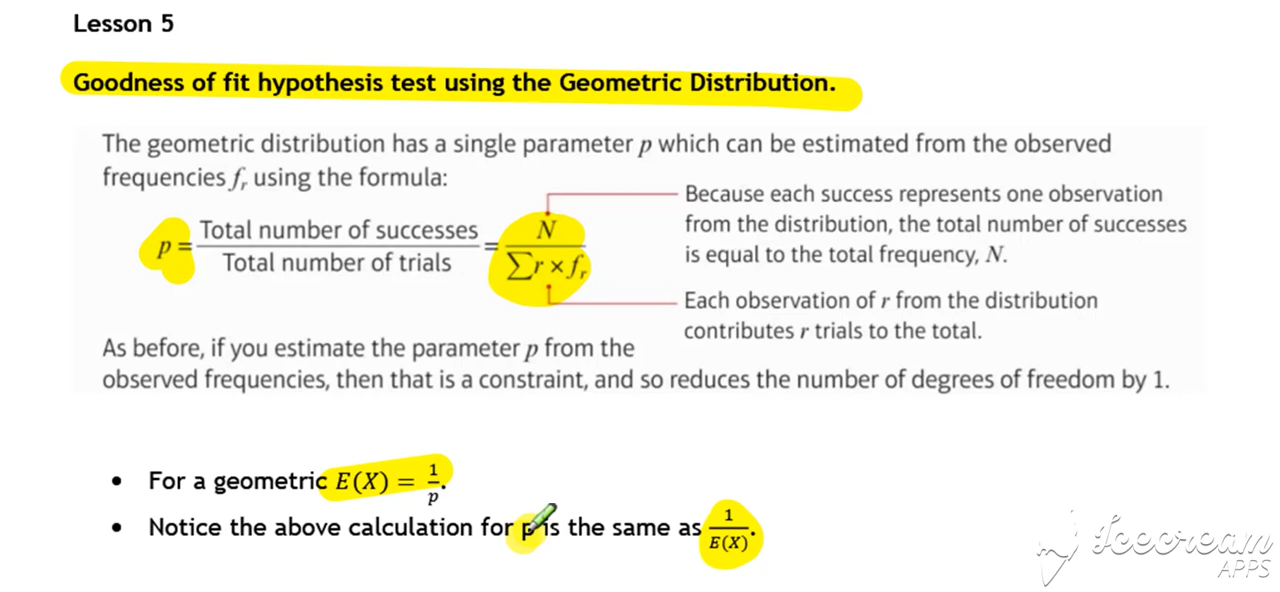 Lesson 5
Goodness of fit hypothesis test using the Geometric Distribution.
The geometric distribution has a single parameter p which can be estimated from the observed
frequencies fᵣ using the formula:
p = Total number of successes / Total number of trials = N / ∑r × fᵣ
Because each success represents one observation
from the distribution, the total number of successes
is equal to the total frequency, N.
Each observation of r from the distribution
contributes r trials to the total.
As before, if you estimate the parameter p from the
observed frequencies, then that is a constraint, and so reduces the number of degrees of freedom by 1.
• For a geometric E(X) = 1/p.
• Notice the above calculation for p is the same as 1/E(X).
Icecream
APPS